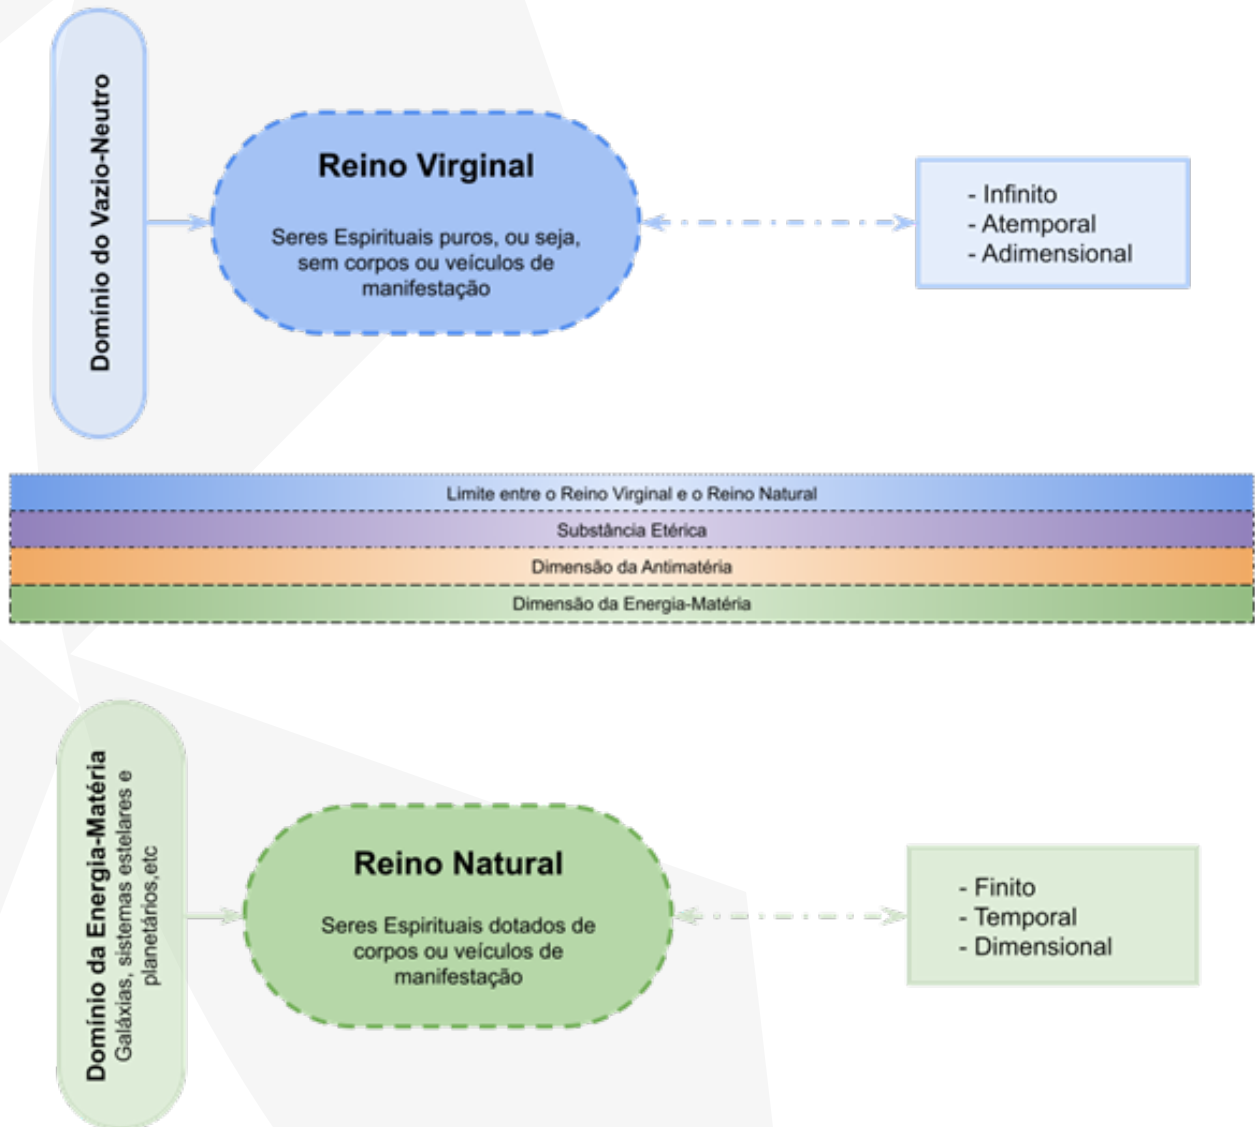 Domínio do Vazio-Neutro
Reino Virginal
Seres Espirituais puros, ou seja,
sem corpos ou veículos de
manifestação
- Infinito
- Atemporal
- Adimensional
Limite entre o Reino Virginal e o Reino Natural
Substância Etérica
Dimensão da Antimatéria
Dimensão da Energia-Matéria
Domínio da Energia-Matéria
Galáxias, sistemas estelares e
planetários,etc
Reino Natural
Seres Espirituais dotados de
corpos ou veículos de
manifestação
- Finito
- Temporal
- Dimensional